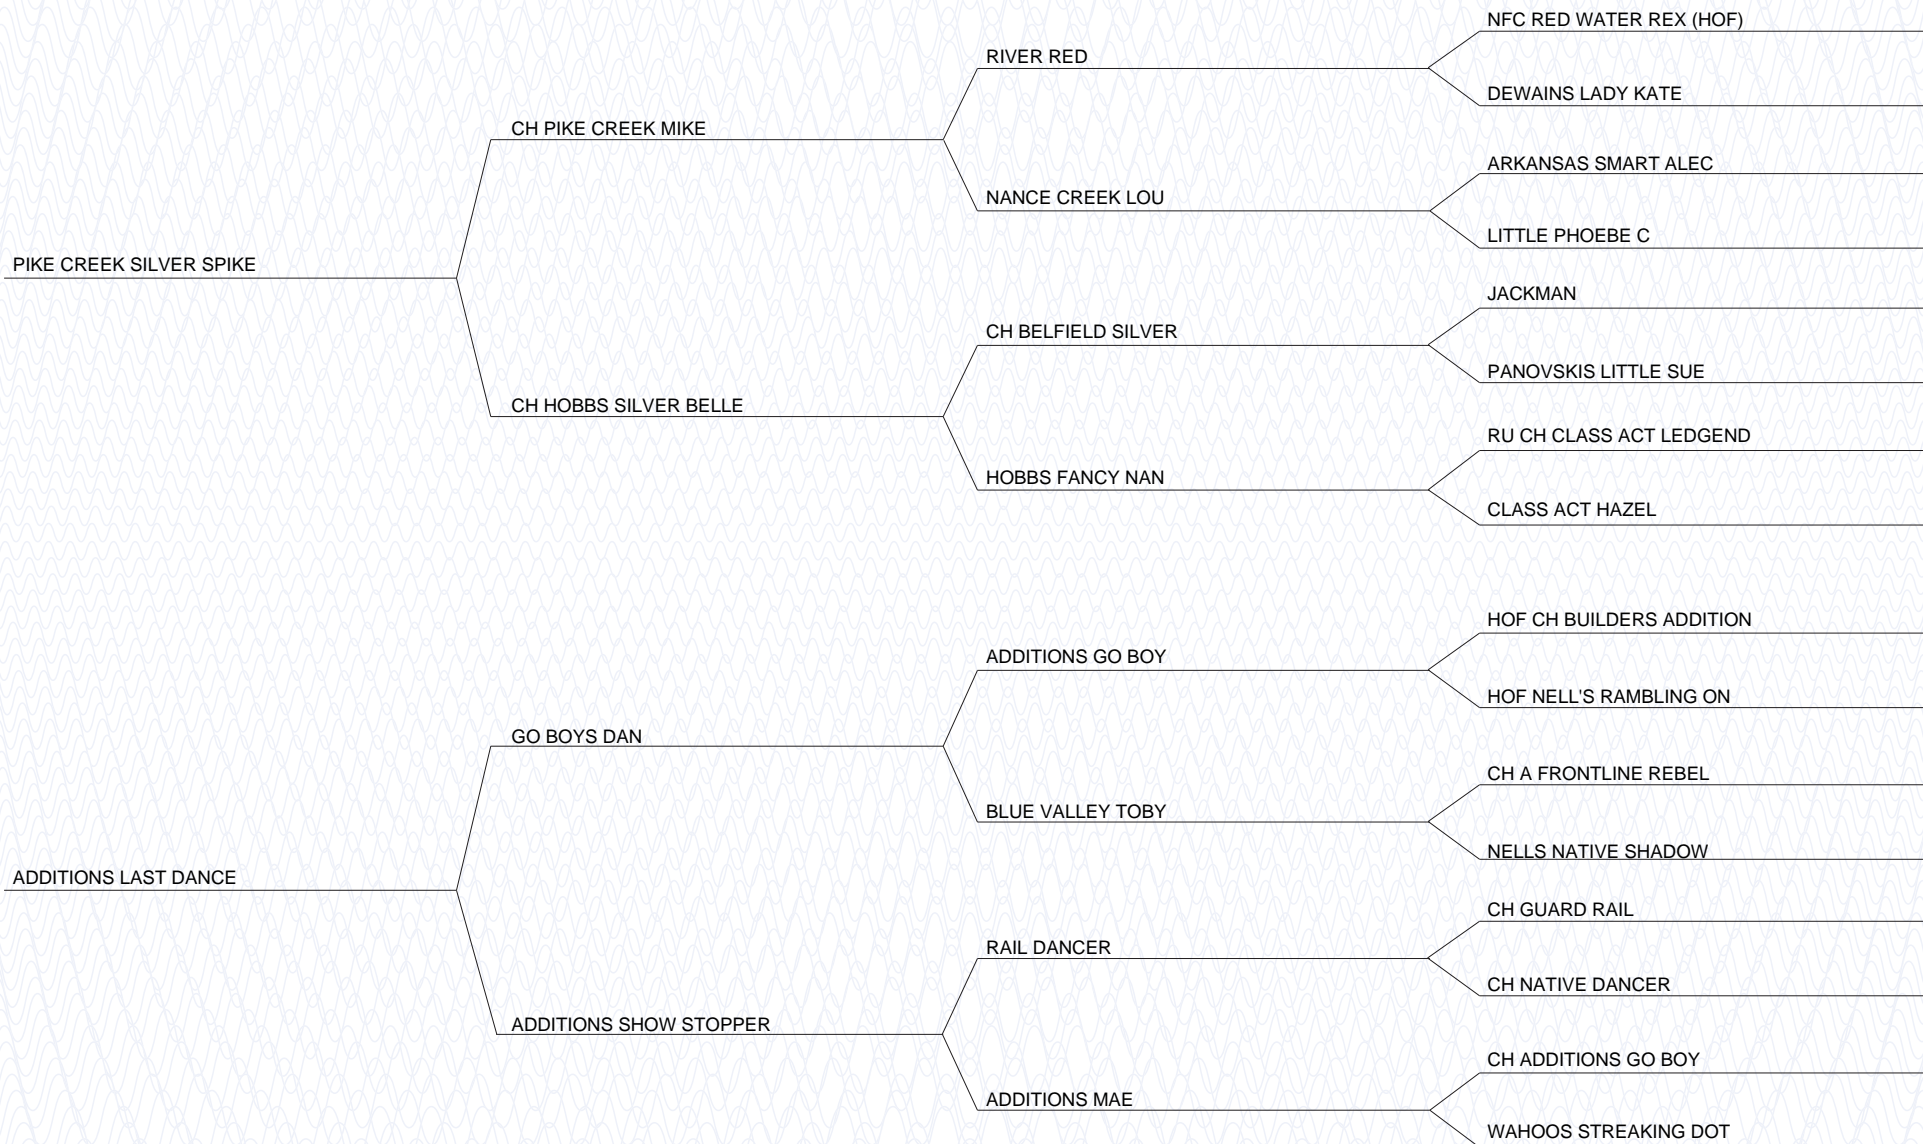 NFC RED WATER REX (HOF)
RIVER RED
DEWAINS LADY KATE
CH PIKE CREEK MIKE
ARKANSAS SMART ALEC
NANCE CREEK LOU
LITTLE PHOEBE C
PIKE CREEK SILVER SPIKE
JACKMAN
CH BELFIELD SILVER
PANOVSKIS LITTLE SUE
CH HOBBS SILVER BELLE
RU CH CLASS ACT LEDGEND
HOBBS FANCY NAN
CLASS ACT HAZEL
HOF CH BUILDERS ADDITION
ADDITIONS GO BOY
HOF NELL'S RAMBLING ON
GO BOYS DAN
CH A FRONTLINE REBEL
BLUE VALLEY TOBY
NELLS NATIVE SHADOW
ADDITIONS LAST DANCE
CH GUARD RAIL
RAIL DANCER
CH NATIVE DANCER
ADDITIONS SHOW STOPPER
CH ADDITIONS GO BOY
ADDITIONS MAE
WAHOOS STREAKING DOT